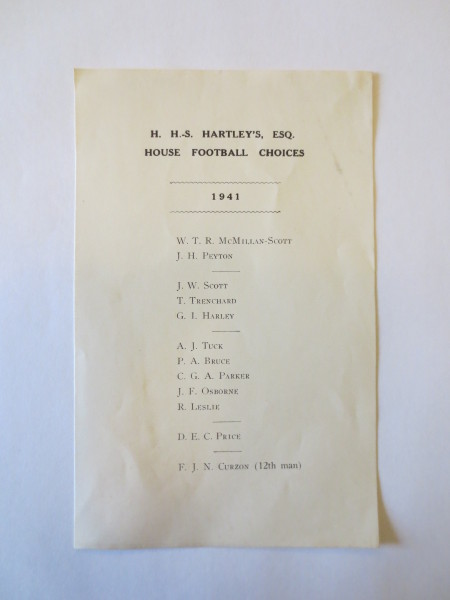 H. H.-S. HARTLEY'S, ESQ.
HOUSE FOOTBALL CHOICES
1941
W. T. R. McMillan-Scott
J. H. Peyton
J. W. Scott
T. Trenchard
G. I. Harley
A. J. Tuck
P. A. Bruce
C. G. A. Parker
J. F. Osborne
R. Leslie
D. E. C. Price
F. J. N. Curzon (12th man)